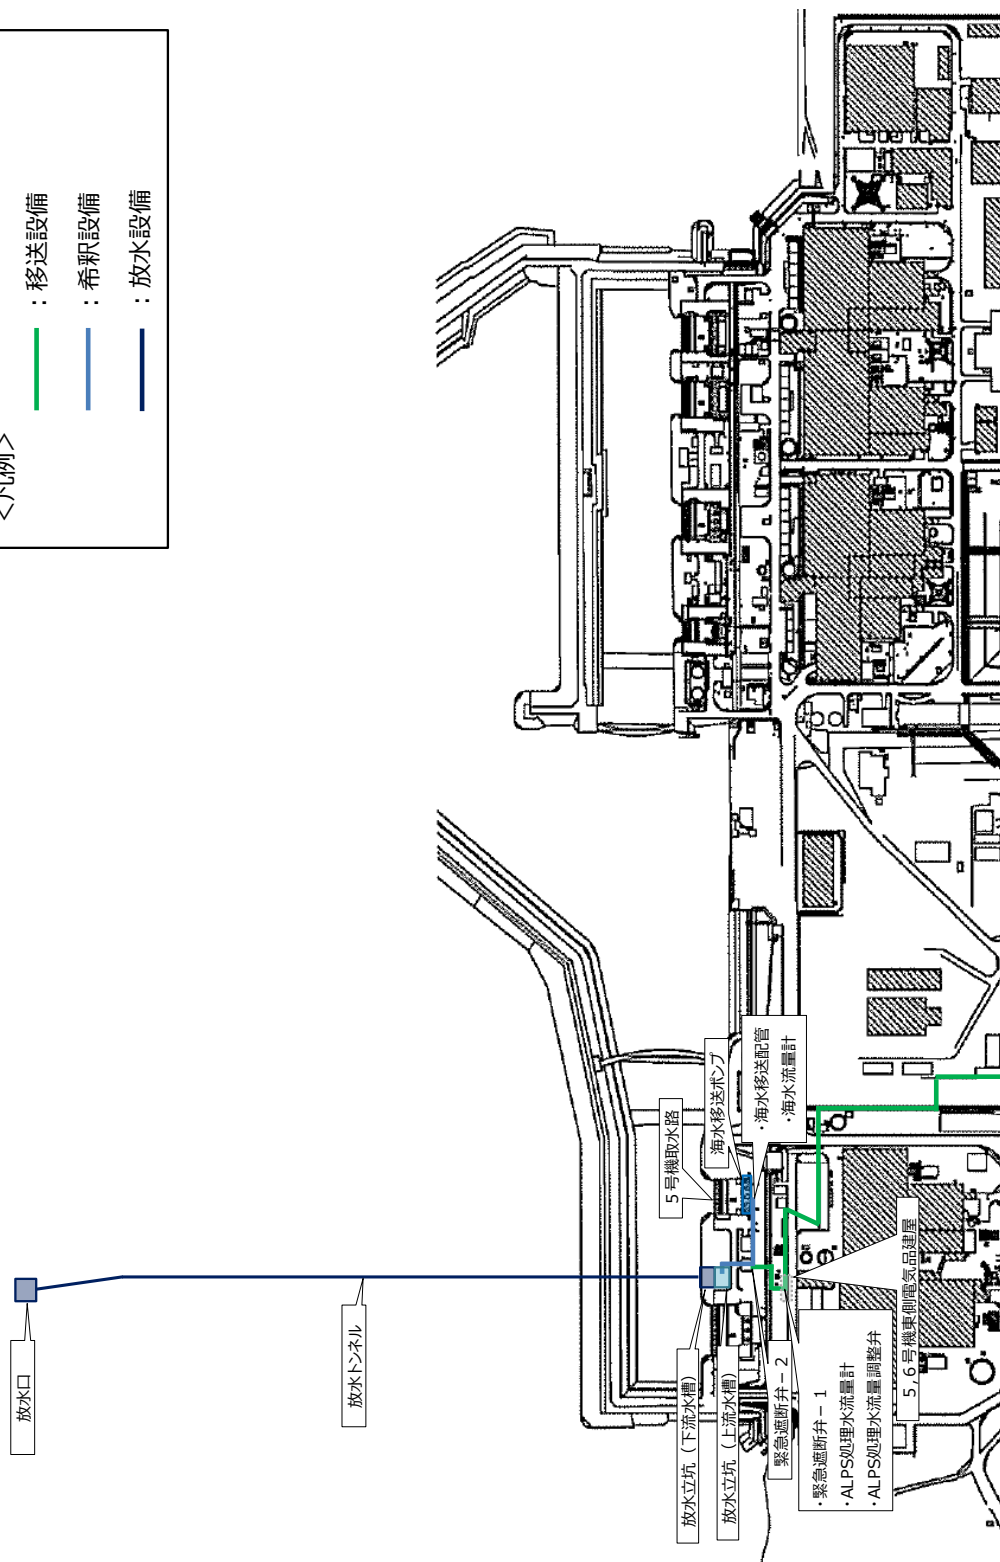 <凡例>
：移送設備
：希釈設備
：放水設備
放水口
放水トンネル
5号機取水路
海水移送ポンプ
・海水移送配管
・海水流量計
放水立坑（下流水槽）
放水立坑（上流水槽）
緊急遮断弁－2
・緊急遮断弁－1
・ALPS処理水流量計
・ALPS処理水流量調整弁
5,6号機東側電気品建屋